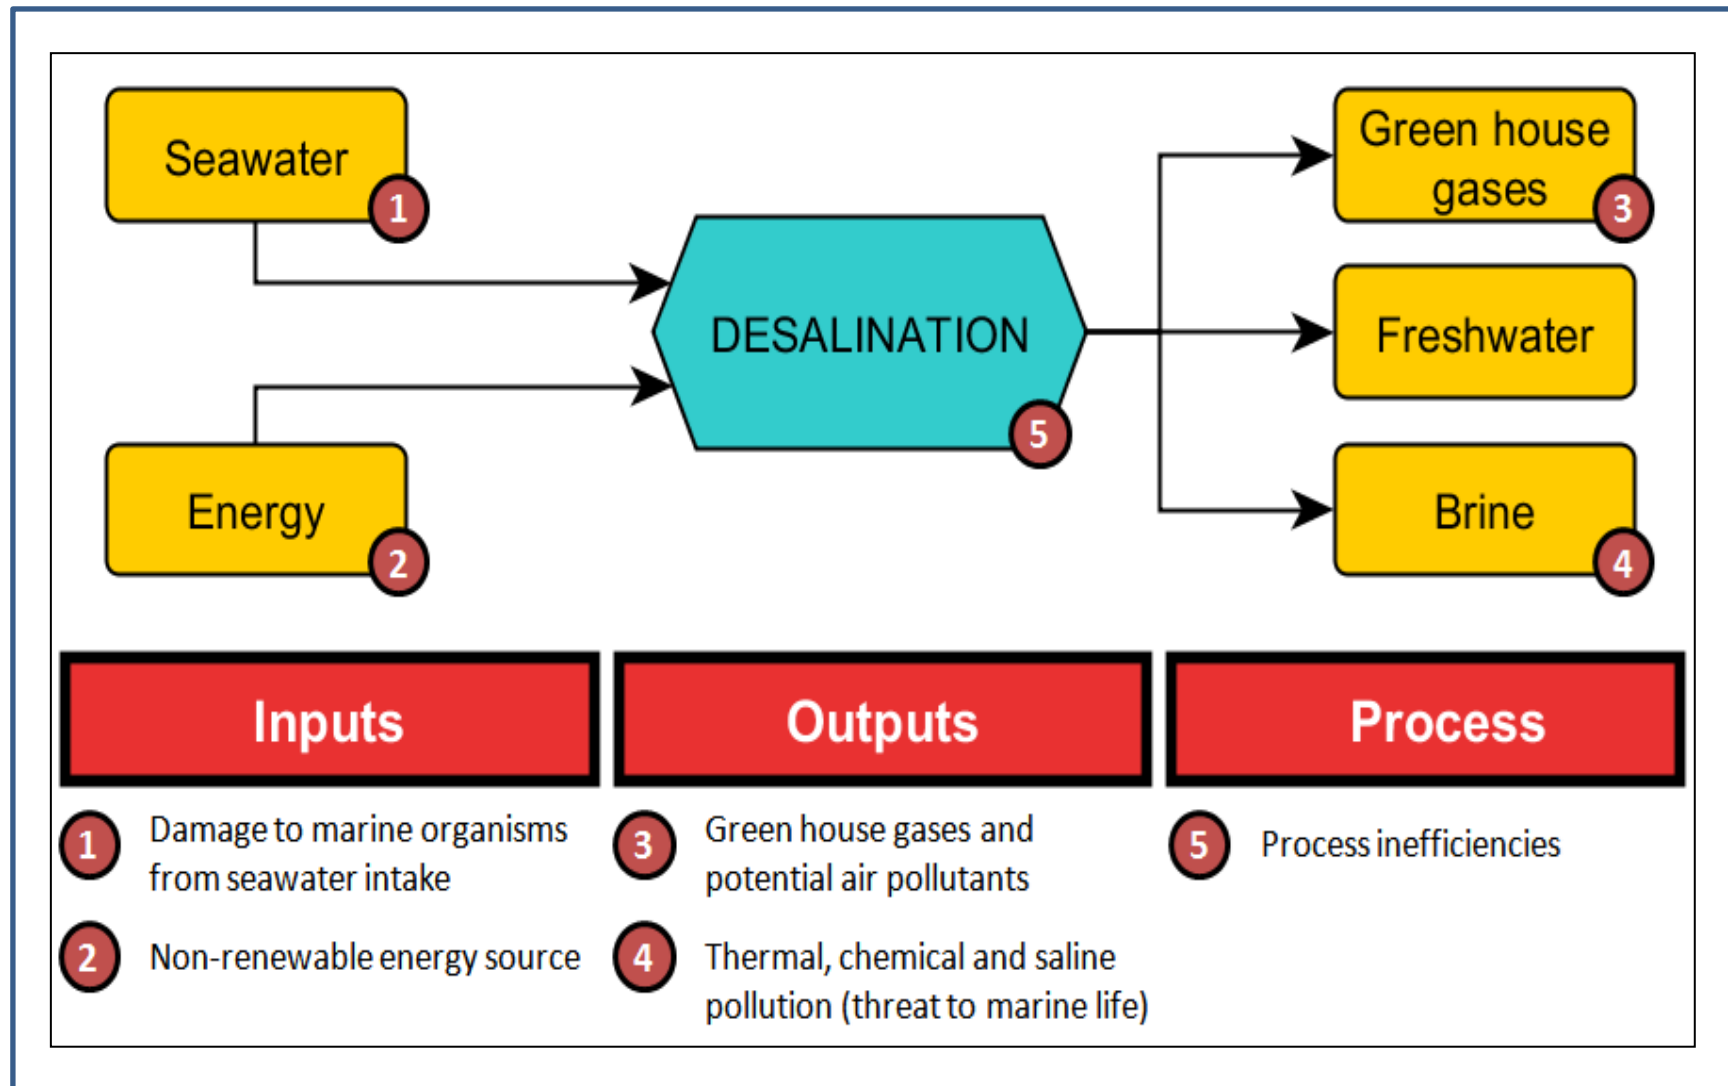 Seawater
1
Energy
2
DESALINATION
5
Green house
gases
3
Freshwater
Brine
4
Inputs
1 Damage to marine organisms
from seawater intake
2 Non-renewable energy source
Outputs
3 Green house gases and
potential air pollutants
4 Thermal, chemical and saline
pollution (threat to marine life)
Process
5 Process inefficiencies